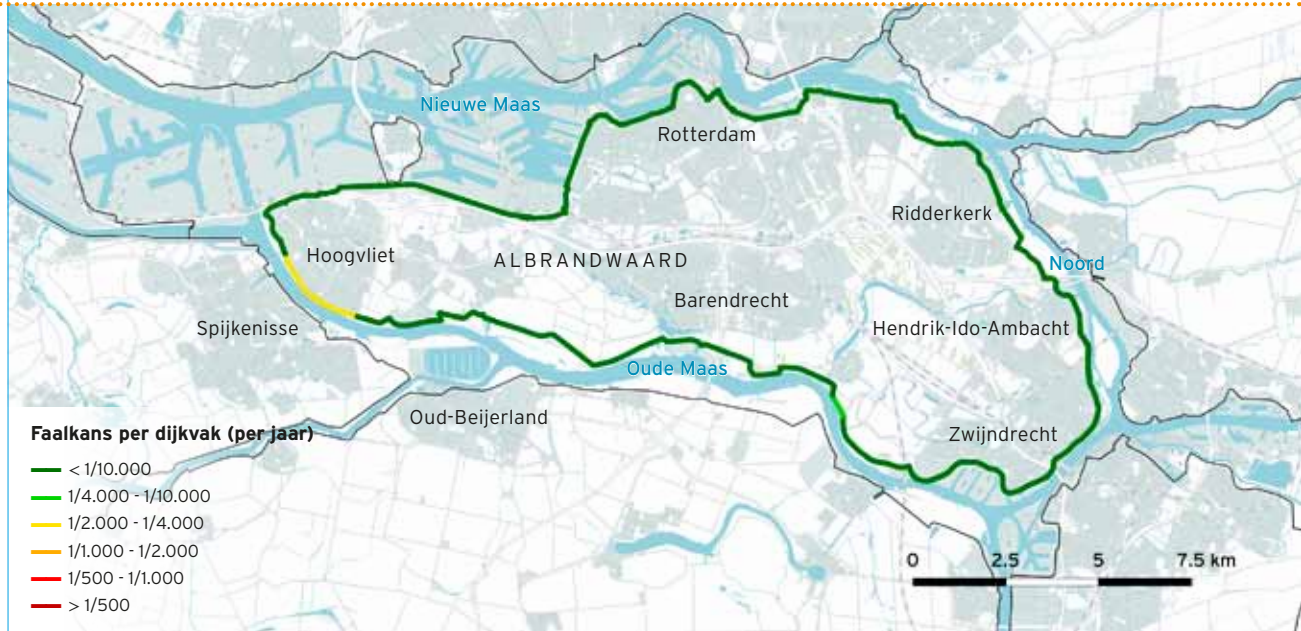 Nieuwe Maas
Rotterdam
Ridderkerk
Hoogvliet
ALBRANDWAARD
Noord
Barendrecht
Spijkenisse
Hendrik-Ido-Ambacht
Oude Maas
Oud-Beijerland
Zwijndrecht
Faalkans per dijkvak (per jaar)
< 1/10.000
1/4.000 - 1/10.000
1/2.000 - 1/4.000
1/1.000 - 1/2.000
1/500 - 1/1.000
> 1/500
0 2.5 5 7.5 km